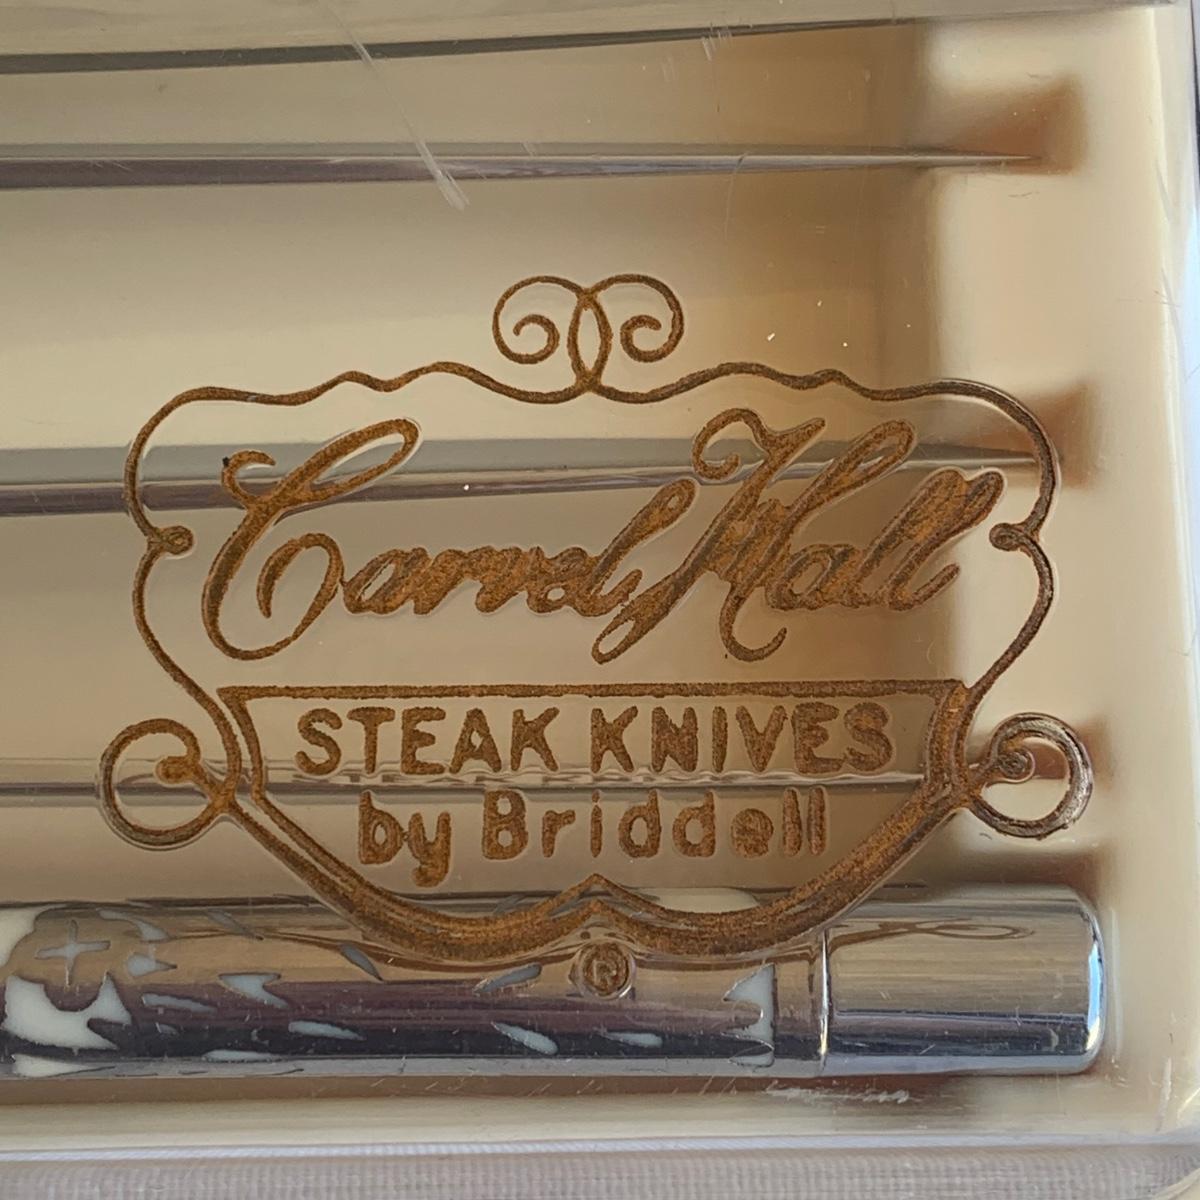 Carvel Hall
STEAK KNIVES
by Briddell
®